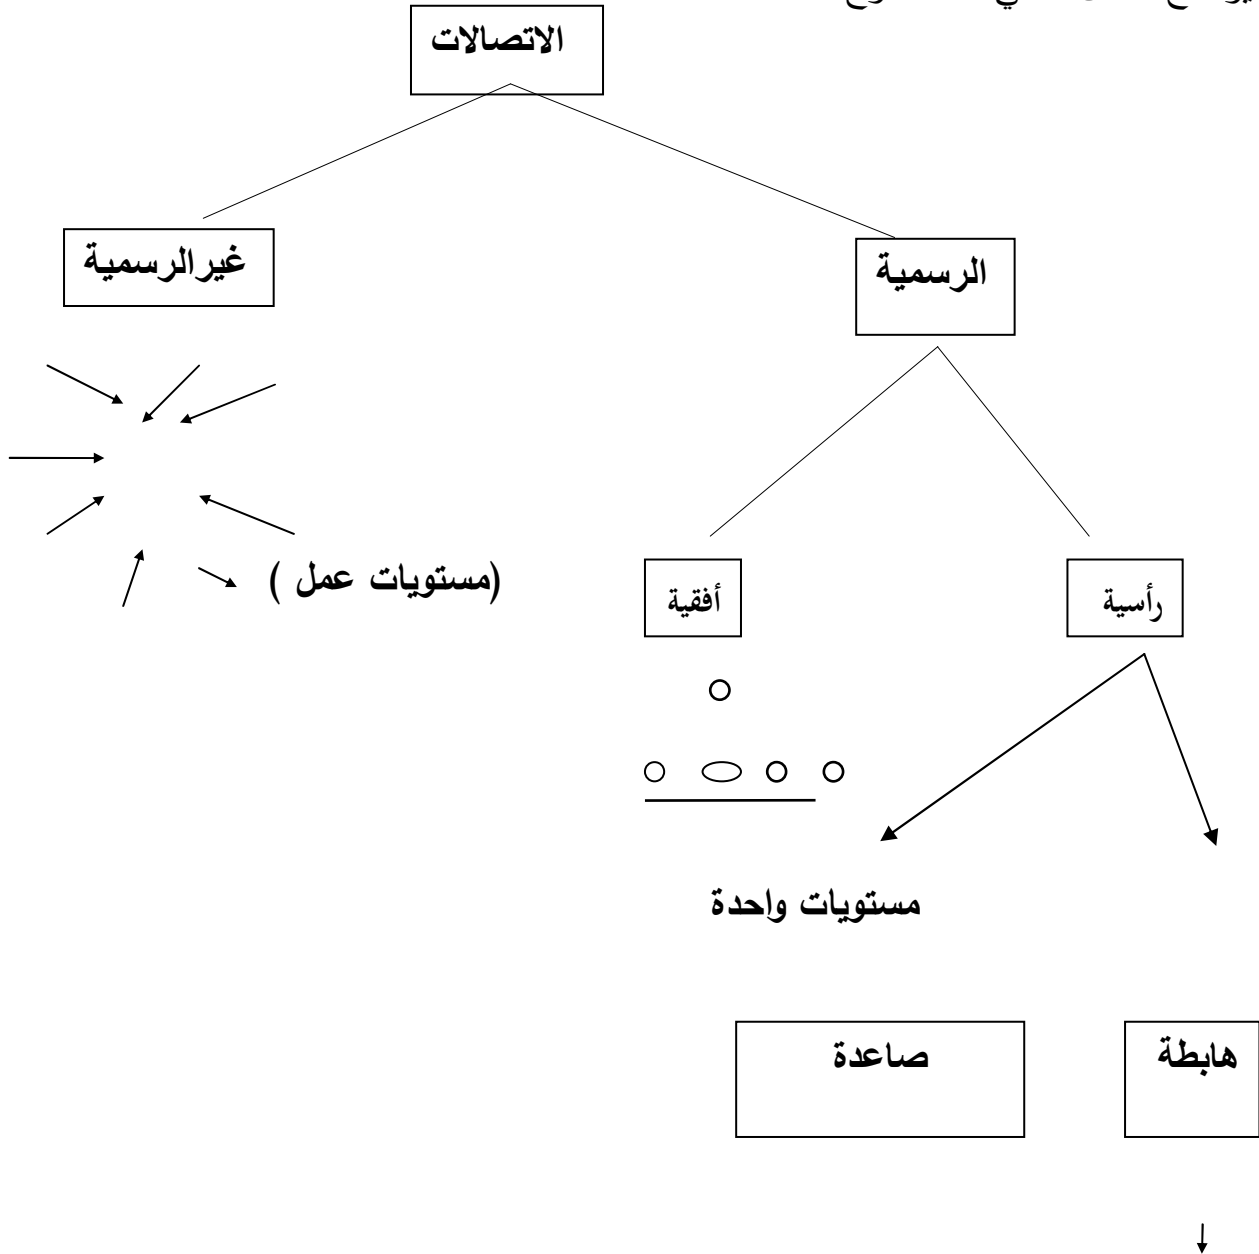 الاتصالات
الرسمية
غيرالرسمية
رأسية
أفقية
(مستويات عمل )
مستويات واحدة
هابطة
صاعدة